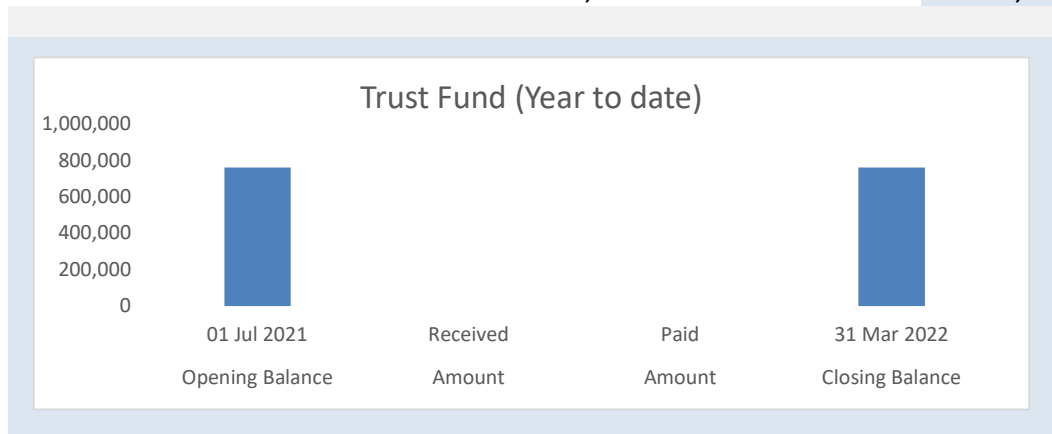 Trust Fund (Year to date)
1,000,000
800,000
600,000
400,000
200,000
0
01 Jul 2021 Received Paid 31 Mar 2022
Opening Balance Amount Amount Closing Balance